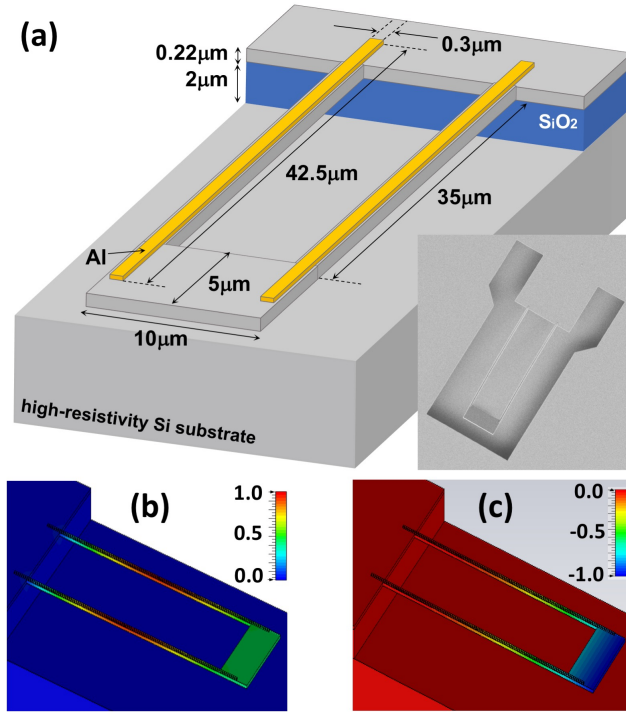 (a)
0.3μm
0.22μm
2μm
SiO₂
42.5μm
35μm
Al
5μm
10μm
high-resistivity Si substrate
(b)
1.0
0.5
0.0
(c)
0.0
-0.5
-1.0